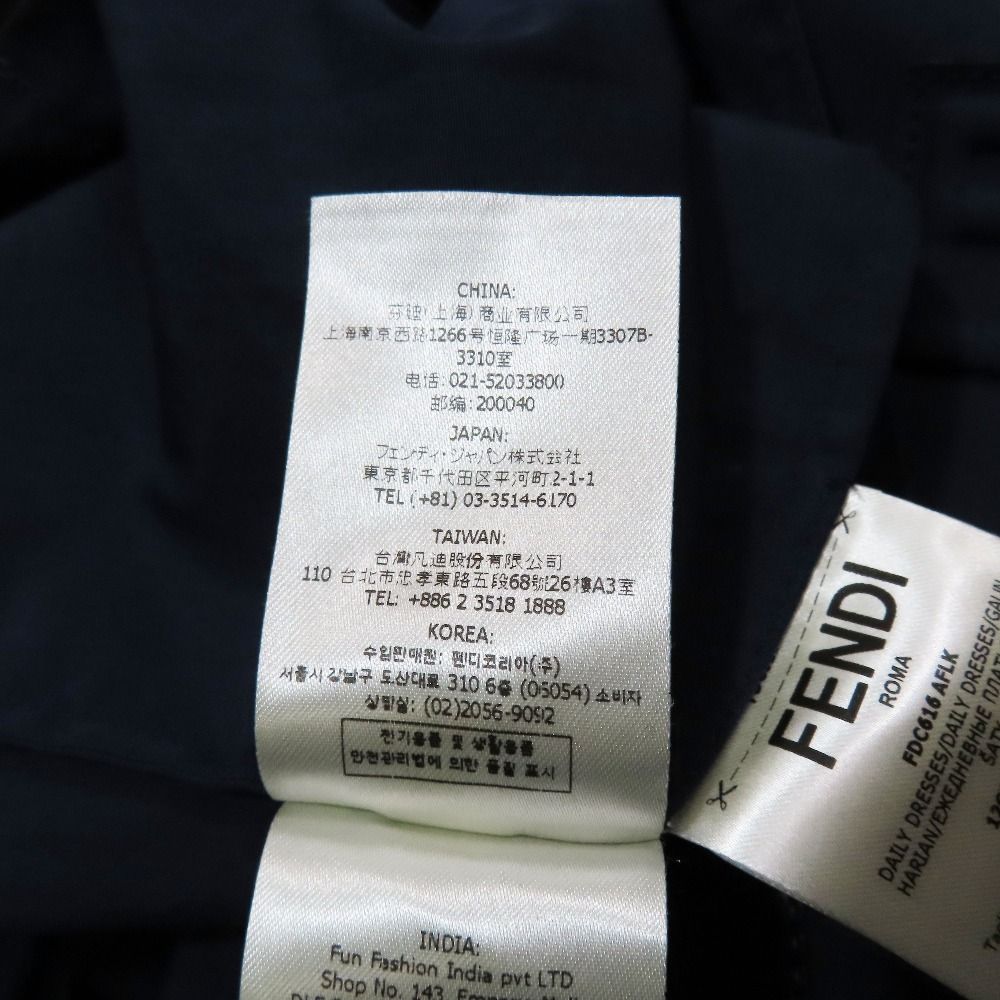 CHINA:
芬迪(上海)商业有限公司
上海南京西路1266号恒隆广场一期3307B-
3310室
电话: 021-52033800
邮编: 200040
JAPAN:
フェンディ・ジャパン株式会社
東京都千代田区平河町2-1-1
TEL (+81) 03-3514-6170
TAIWAN:
台灣凡迪股份有限公司
110 台北市忠孝東路五段68號26樓A3室
TEL: +886 2 3518 1888
KOREA:
수입판매원: 펜디코리아(주)
서울시 강남구 도산대로 310 6층 (06054) 소비자
상담실: (02)2056-9092
전기용품 및 생활용품
안전관리법에 의한 품질 표시
INDIA:
Fun Fashion India pvt LTD
Shop No. 143, Emporio
FENDI
ROMA
FDC616 AFLK
DAILY DRESSES/DAILY DRESSES/GAUN
HARIAN/ЕЖЕДНЕВНЫЕ